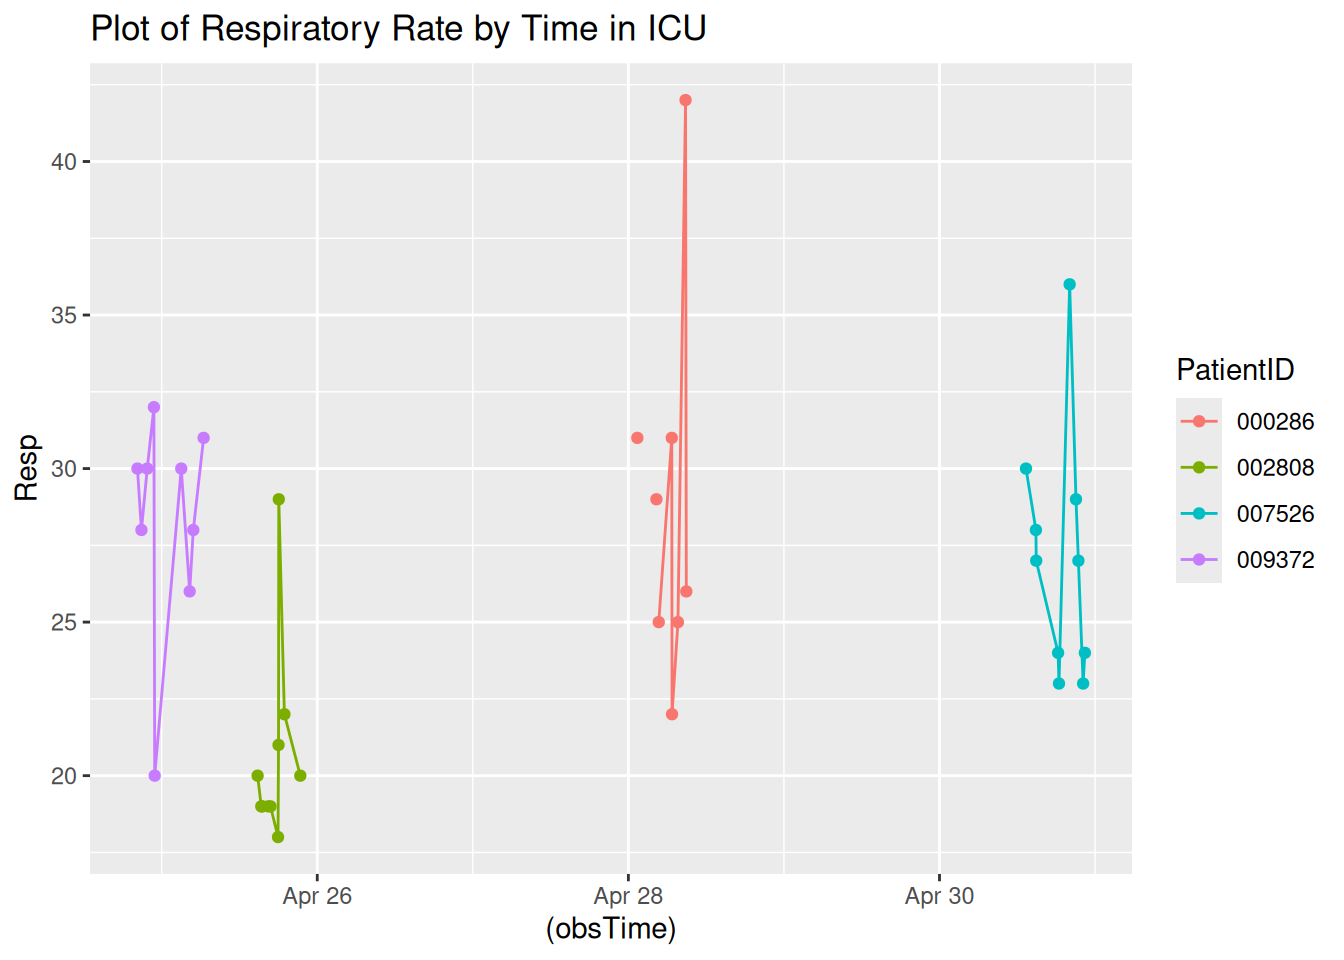 Plot of Respiratory Rate by Time in ICU
Resp
40
35
30
25
20
Apr 26
Apr 28
Apr 30
(obsTime)
PatientID
000286
002808
007526
009372